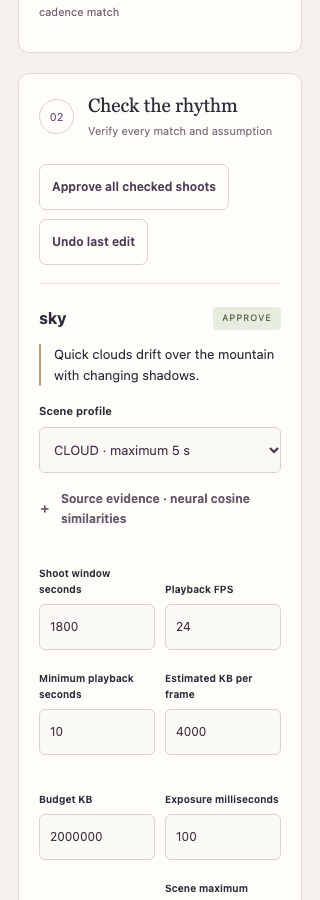 cadence match
02
Check the rhythm
Verify every match and assumption
Approve all checked shoots
Undo last edit
sky
APPROVE
Quick clouds drift over the mountain
with changing shadows.
Scene profile
CLOUD · maximum 5 s
+
Source evidence · neural cosine
similarities
Shoot window
seconds
Playback FPS
1800
24
Minimum playback
seconds
Estimated KB per
frame
10
4000
Budget KB
Exposure milliseconds
2000000
100
Scene maximum